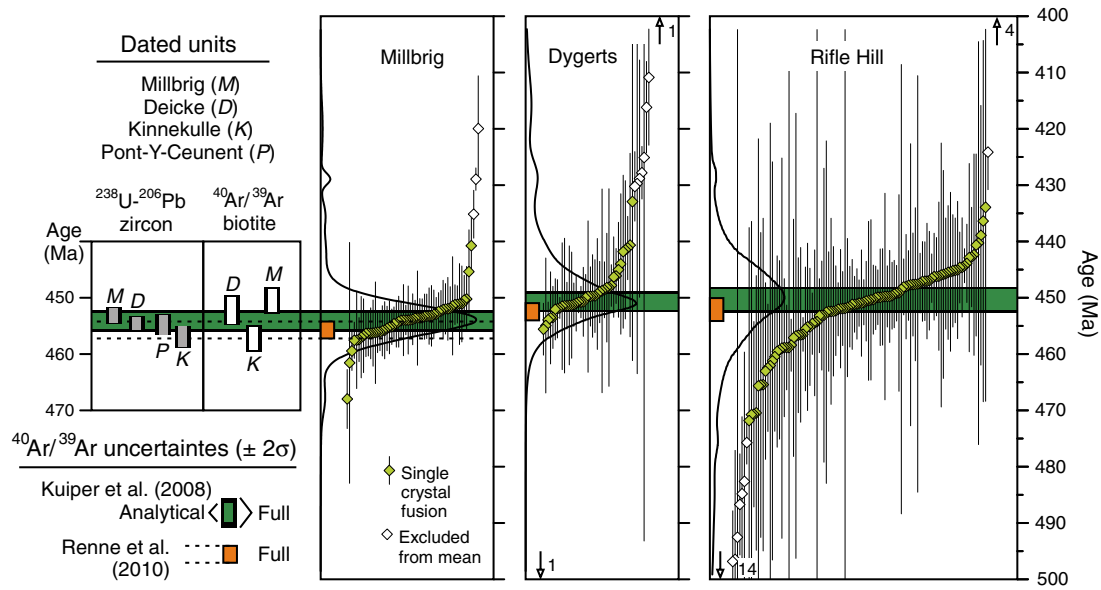 Dated units
Millbrig (M)
Deicke (D)
Kinnekulle (K)
Pont-Y-Ceunent (P)
238U-206Pb
zircon
40Ar/39Ar
biotite
Age
(Ma)
450
460
470
M
D
P
K
D
M
K
40Ar/39Ar uncertaintes (± 2σ)
Kuiper et al. (2008)
Analytical < > Full
Renne et al.
(2010)
Full
Millbrig
Single
crystal
fusion
Excluded
from mean
Dygerts
1
1
Rifle Hill
4
14
400
410
420
430
440
450
460
470
480
490
500
Age (Ma)